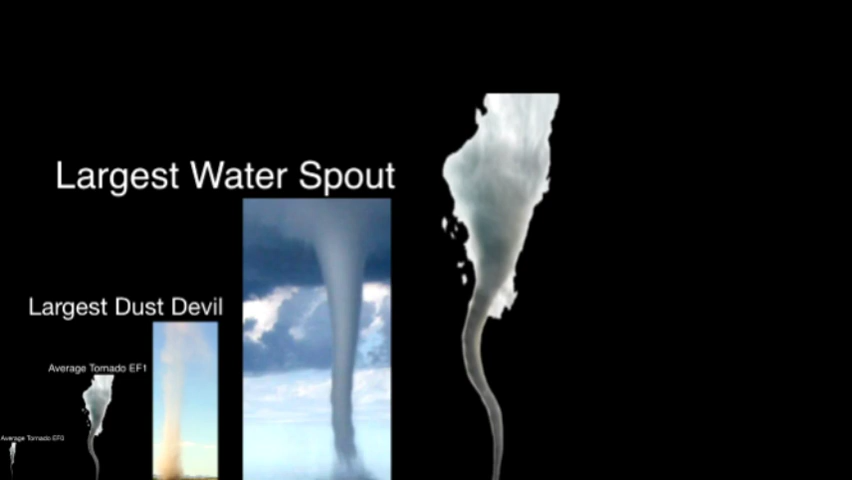 Largest Water Spout
Largest Dust Devil
Average Tornado EF1
Average Tornado EF0